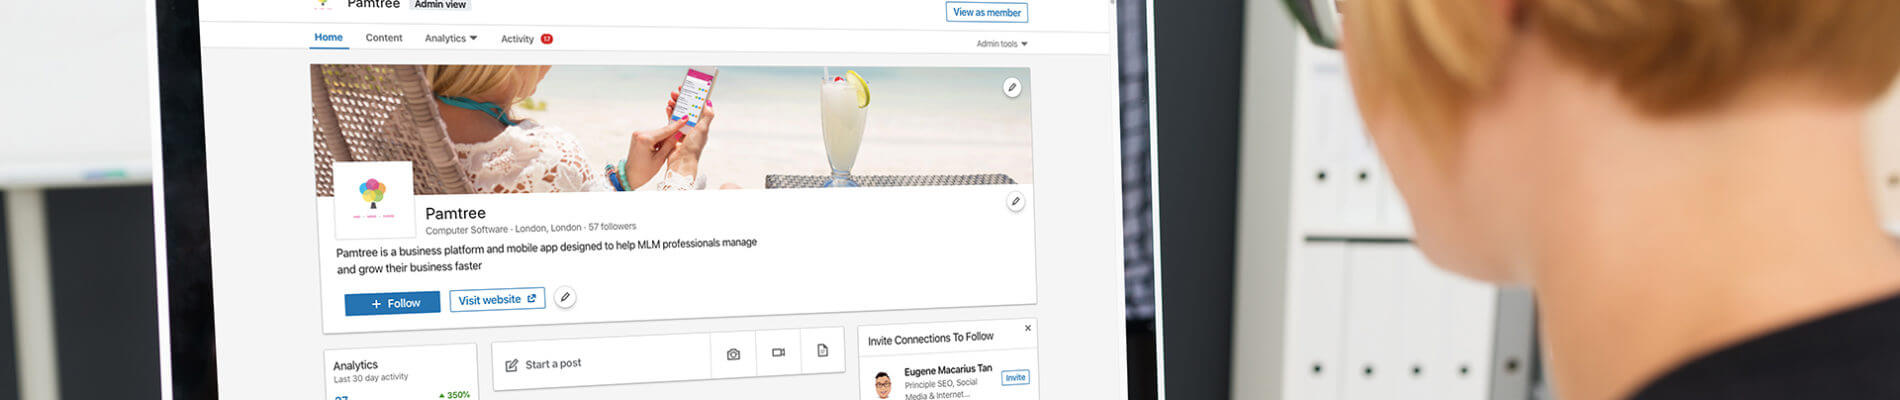 Pamtree Admin view
View as member
Home Content Analytics Activity 17
Admin tools
Pamtree
Computer Software · London, London · 57 followers
Pamtree is a business platform and mobile app designed to help MLM professionals manage
and grow their business faster
+ Follow Visit website
Analytics
Last 30 day activity
350%
Start a post
Invite Connections To Follow
Eugene Macarius Tan
Principle SEO, Social
Media & Internet...
Invite